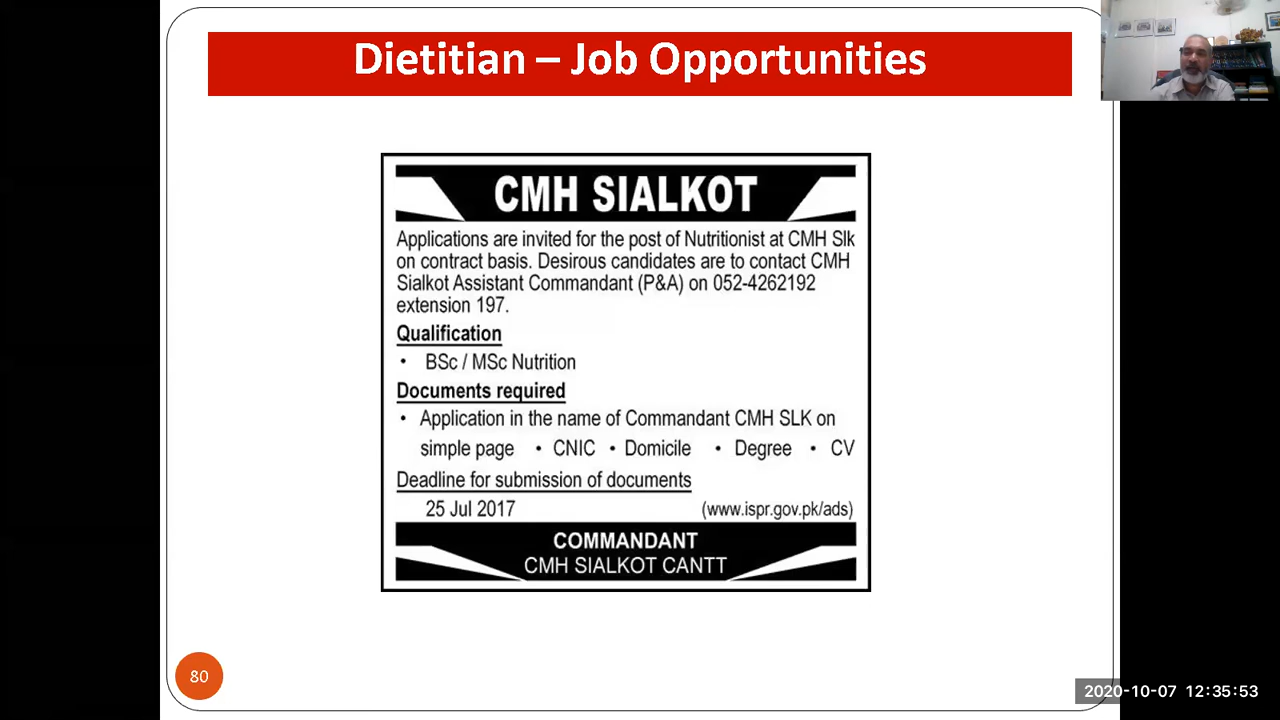 Dietitian – Job Opportunities
CMH SIALKOT
Applications are invited for the post of Nutritionist at CMH Slk
on contract basis. Desirous candidates are to contact CMH
Sialkot Assistant Commandant (P&A) on 052-4262192
extension 197.
Qualification
• BSc / MSc Nutrition
Documents required
• Application in the name of Commandant CMH SLK on
simple page • CNIC • Domicile • Degree • CV
Deadline for submission of documents
25 Jul 2017 (www.ispr.gov.pk/ads)
COMMANDANT
CMH SIALKOT CANTT
80
2020-10-07 12:35:53